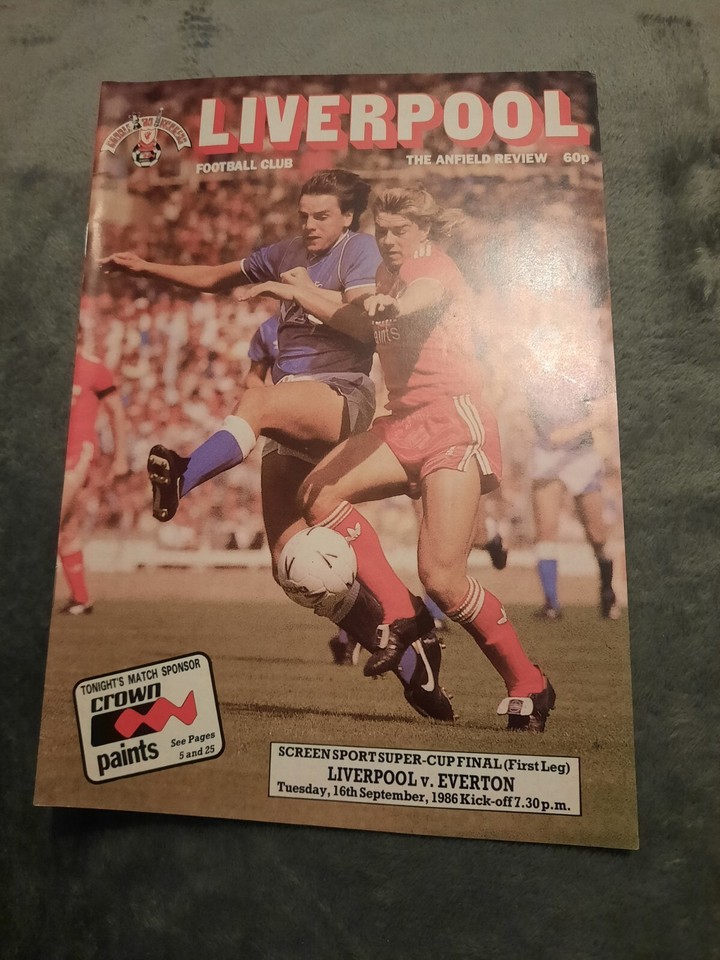 LIVERPOOL
FOOTBALL CLUB
THE ANFIELD REVIEW 60p
TONIGHT'S MATCH SPONSOR
crown
paints
See Pages
5 and 25
SCREEN SPORT SUPER-CUP FINAL (First Leg)
LIVERPOOL v. EVERTON
Tuesday, 16th September, 1986 Kick-off 7.30 p.m.